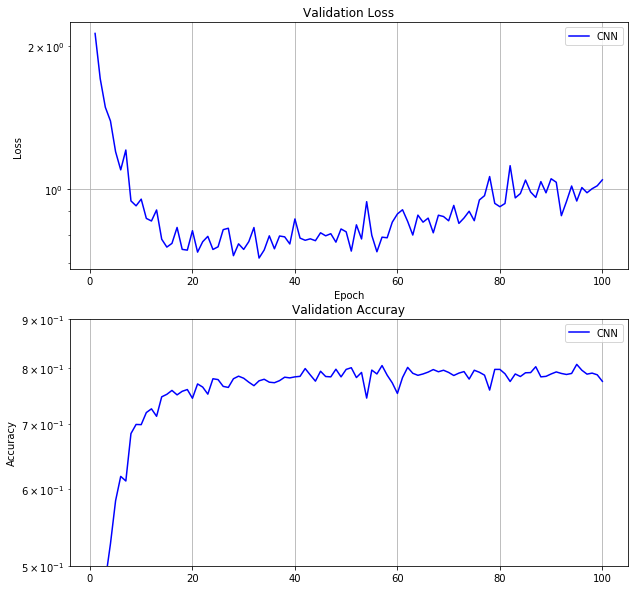 Validation Loss
CNN
2 × 10⁰
10⁰
Loss
0 20 40 60 80 100
Epoch
Validation Accuray
CNN
9 × 10⁻¹
8 × 10⁻¹
7 × 10⁻¹
6 × 10⁻¹
5 × 10⁻¹
Accuracy
0 20 40 60 80 100